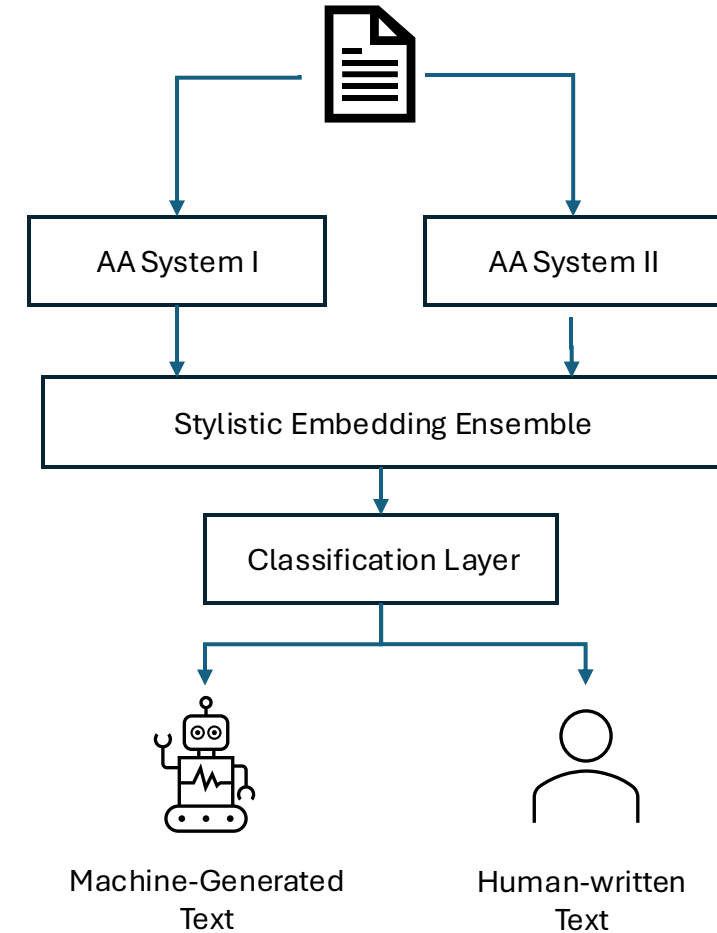 AA System I
AA System II
Stylistic Embedding Ensemble
Classification Layer
Machine-Generated
Text
Human-written
Text